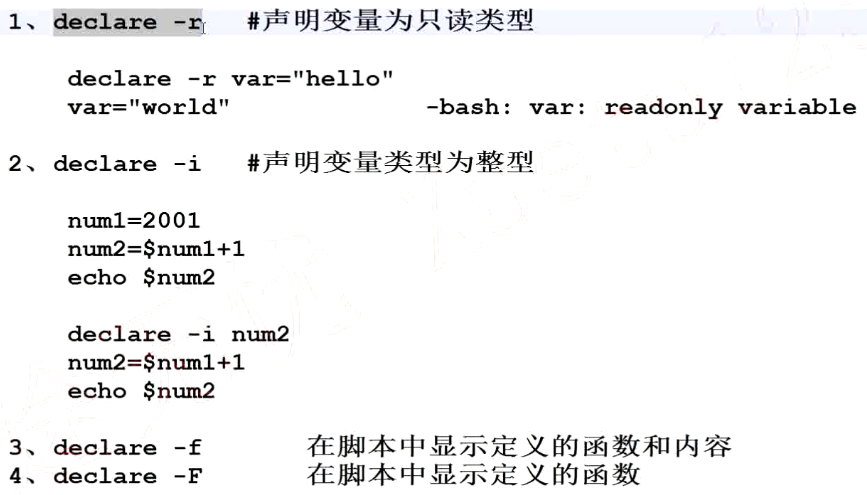 1、declare -r #声明变量为只读类型
declare -r var="hello"
var="world" -bash: var: readonly variable
2、declare -i #声明变量类型为整型
num1=2001
num2=$num1+1
echo $num2
declare -i num2
num2=$num1+1
echo $num2
3、declare -f 在脚本中显示定义的函数和内容
4、declare -F 在脚本中显示定义的函数